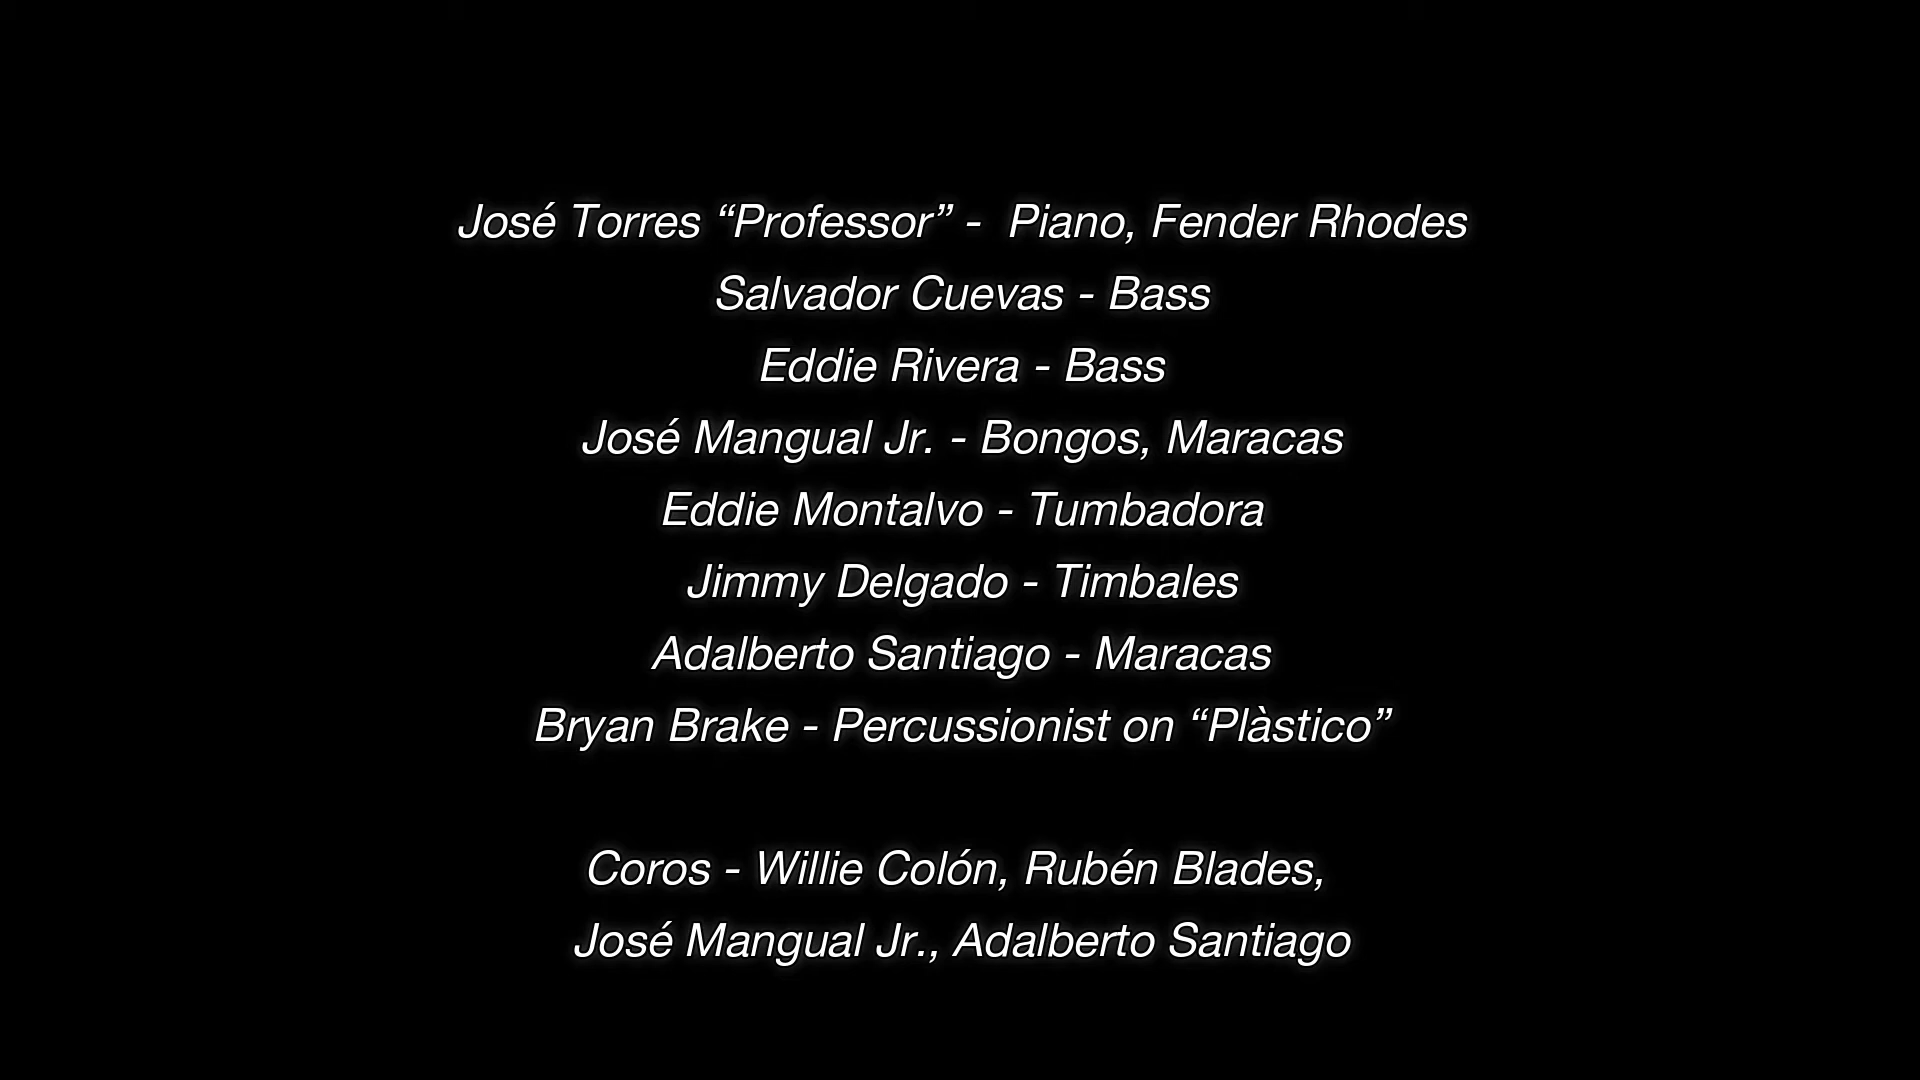 José Torres “Professor” -  Piano, Fender Rhodes
Salvador Cuevas - Bass
Eddie Rivera - Bass
José Mangual Jr. - Bongos, Maracas
Eddie Montalvo - Tumbadora
Jimmy Delgado - Timbales
Adalberto Santiago - Maracas
Bryan Brake - Percussionist on “Plàstico”
Coros - Willie Colón, Rubén Blades,
José Mangual Jr., Adalberto Santiago